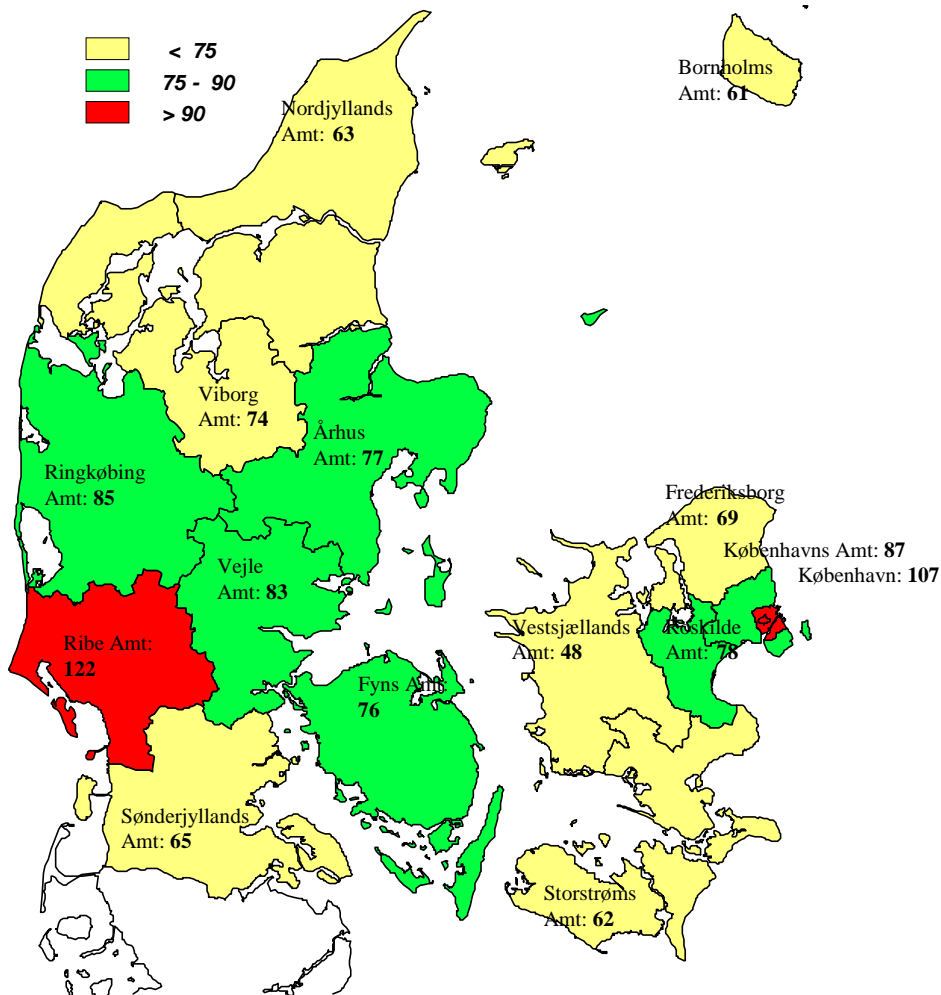 < 75
75 - 90
> 90
Bornholms
Amt: 61
Nordjyllands
Amt: 63
Viborg
Amt: 74
Århus
Amt: 77
Ringkøbing
Amt: 85
Frederiksborg
Amt: 69
Københavns Amt: 87
København: 107
Vejle
Amt: 83
Vestsjællands
Amt: 48
Roskilde
Amt: 78
Ribe Amt:
122
Fyns Amt:
76
Sønderjyllands
Amt: 65
Storstrøms
Amt: 62